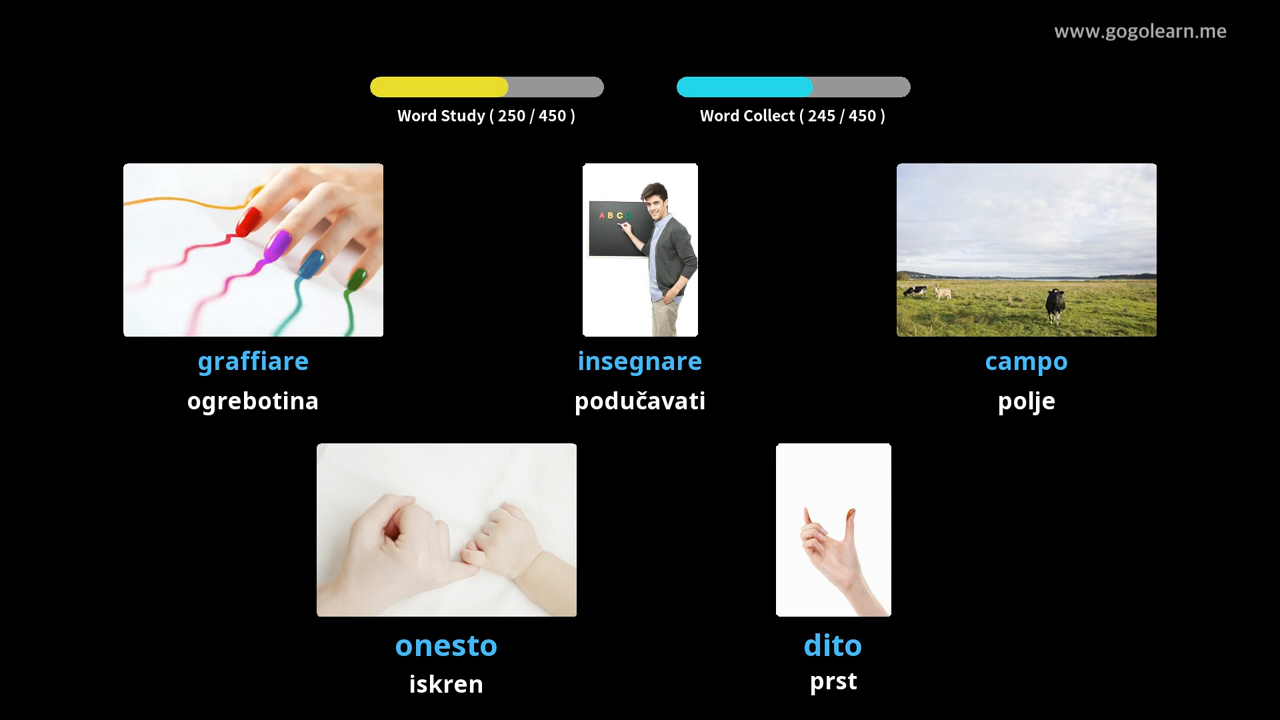 www.gogolearn.me
Word Study ( 250 / 450 )
Word Collect ( 245 / 450 )
A B C D
graffiare
ogrebotina
insegnare
podučavati
campo
polje
onesto
iskren
dito
prst